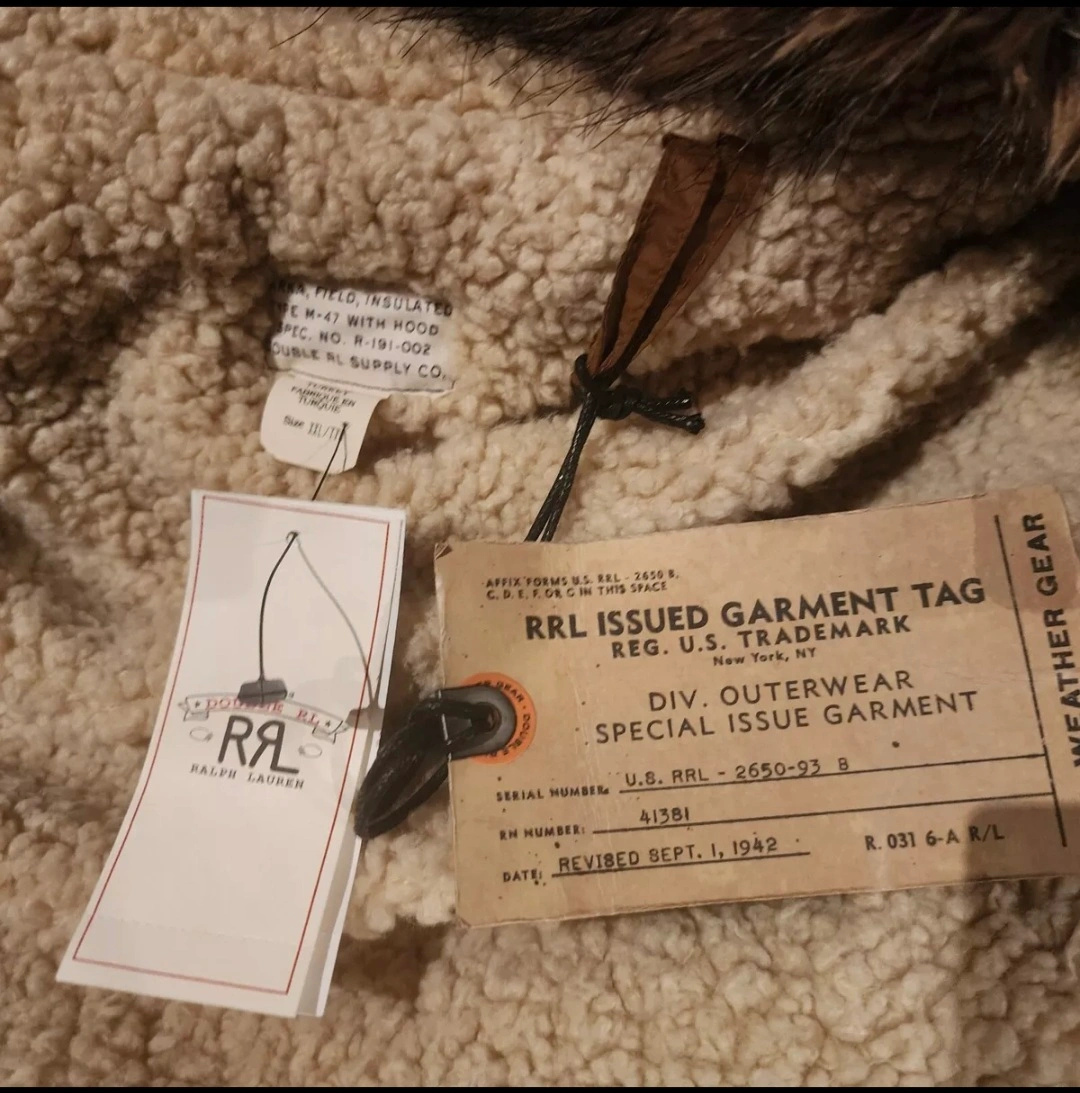 FIELD, INSULATED
M-47 WITH HOOD
SPEC. NO. R-191-002
DOUBLE RL SUPPLY CO.
TURKEY
FABRIQUE EN
TURQUIE
Size
DOUBLE RL
RRL
RALPH LAUREN
AFFIX FORMS U.S. RRL - 2650 B,
C, D, E, F, OR G IN THIS SPACE
RRL ISSUED GARMENT TAG
REG. U.S. TRADEMARK
New York, NY
DIV. OUTERWEAR
SPECIAL ISSUE GARMENT
SERIAL NUMBER: U.S. RRL - 2650-93 B
RN NUMBER: 41381
DATE: REVISED SEPT. 1, 1942 R. 031 6-A R/L
WEATHER GEAR
GEAR · DOUBLE